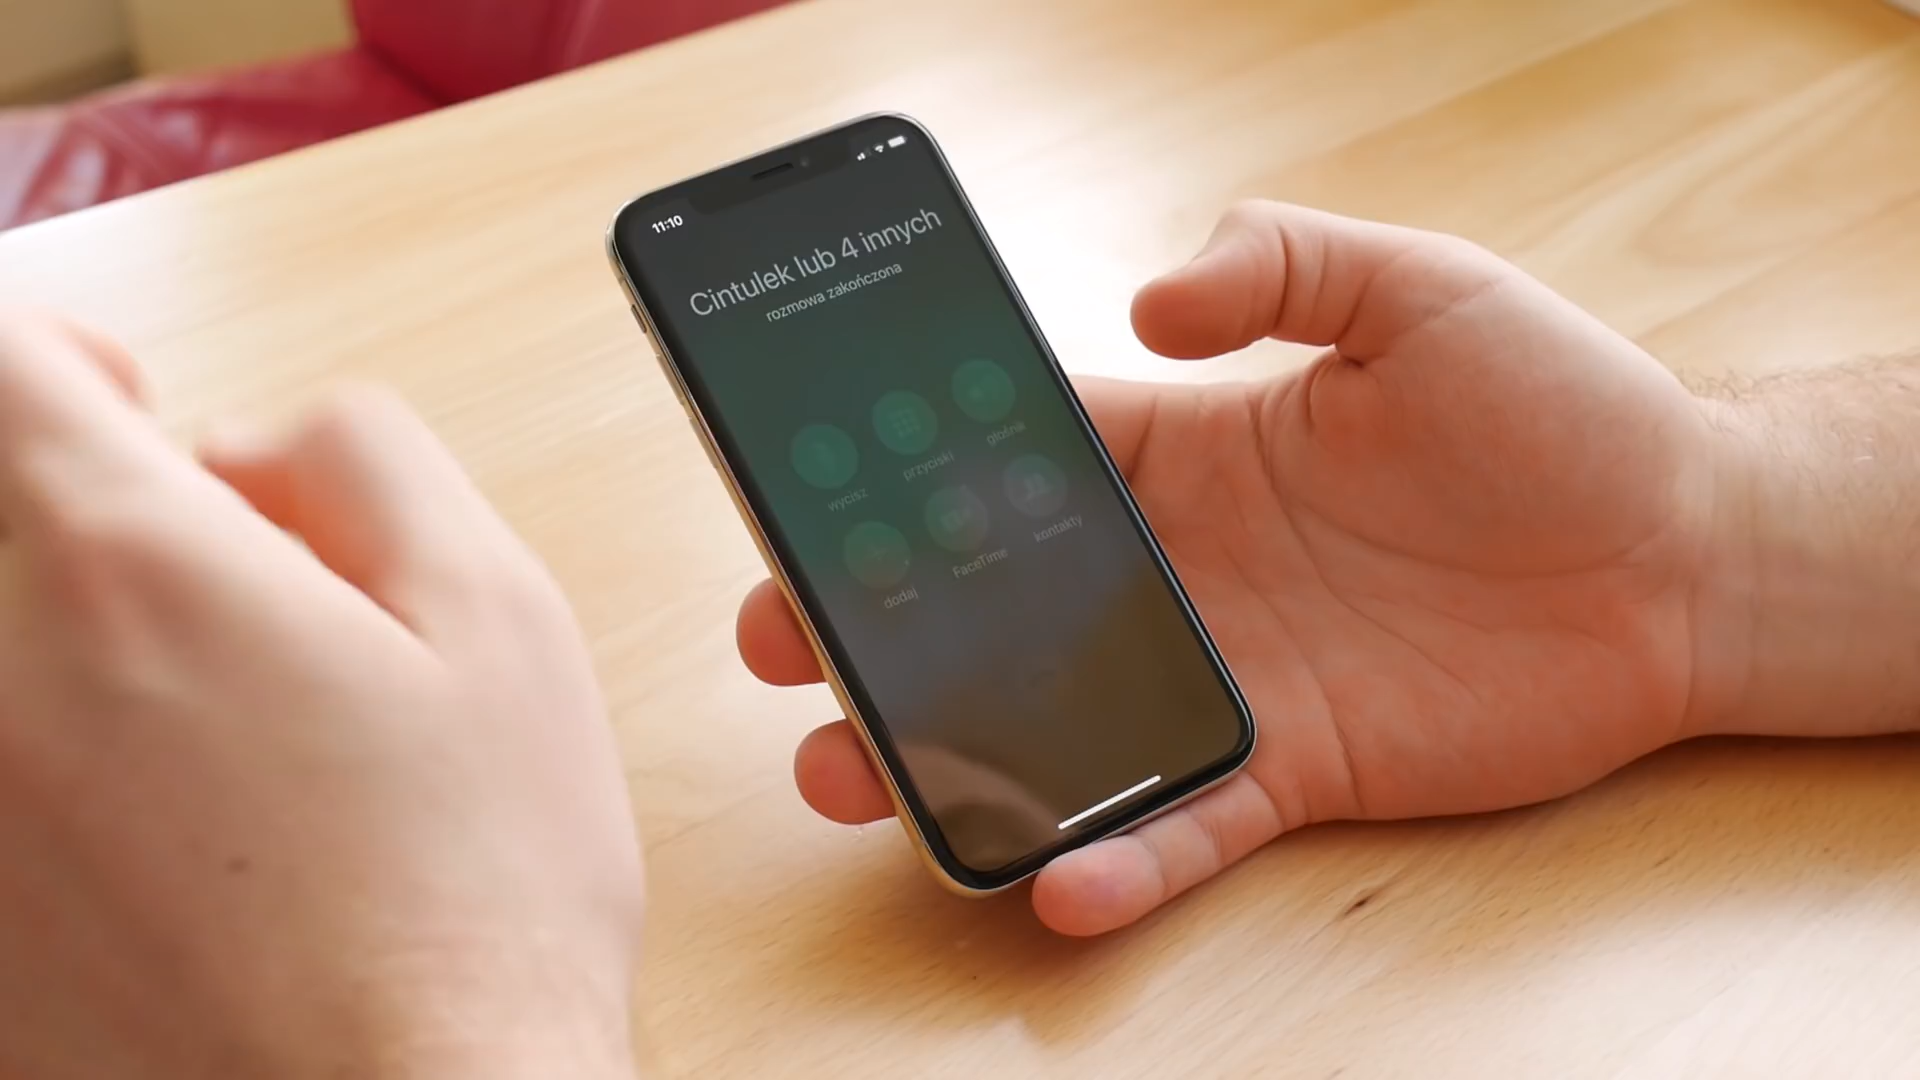 11:10
Cintulek lub 4 innych
rozmowa zakończona
wycisz
przyciski
głośnik
dodaj
FaceTime
kontakty